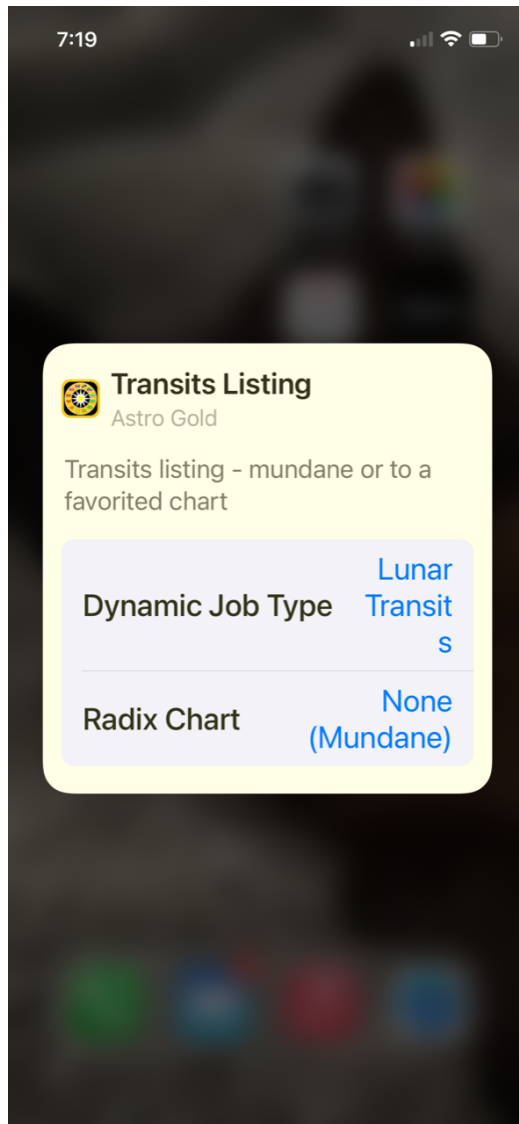 7:19
Transits Listing
Astro Gold
Transits listing - mundane or to a
favorited chart
Dynamic Job Type
Lunar
Transit
s
Radix Chart
None
(Mundane)